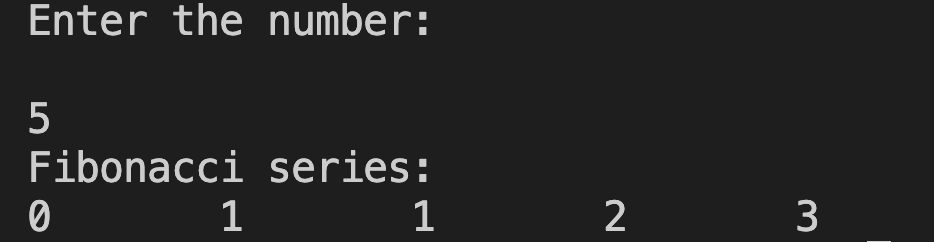 Enter the number:
5
Fibonacci series:
0 1 1 2 3